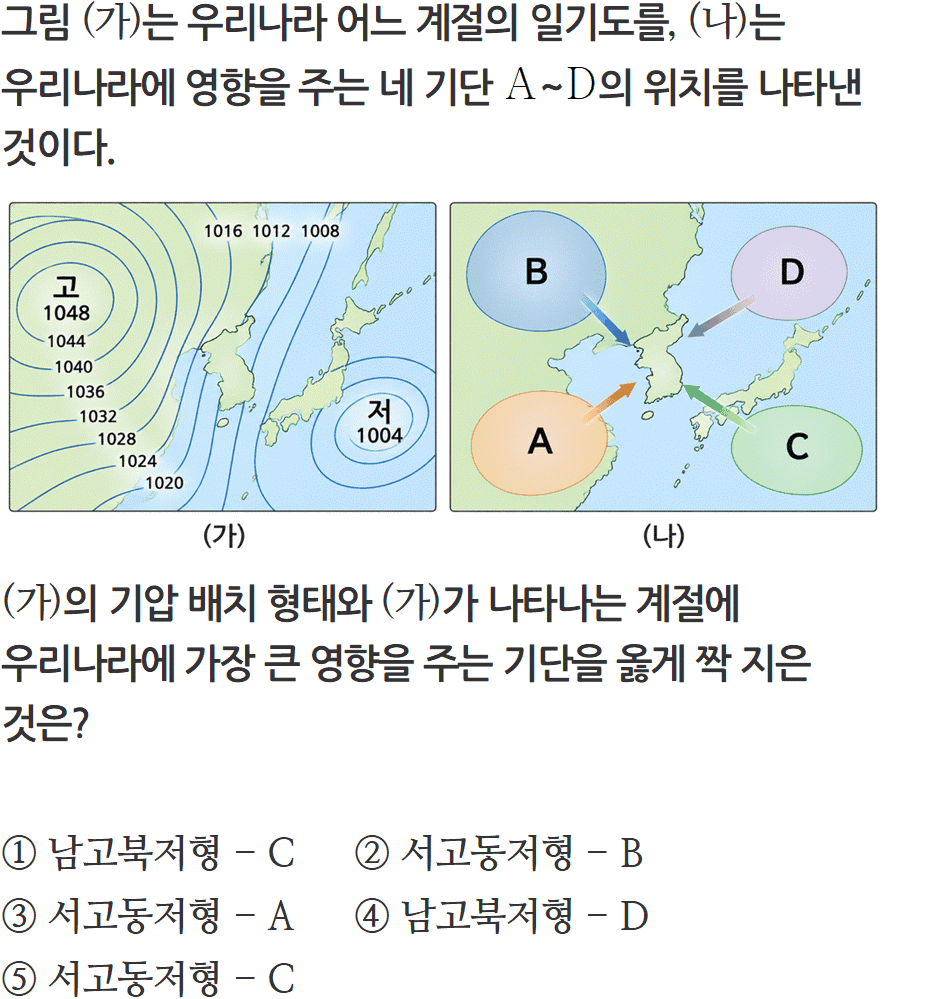 그림 (가)는 우리나라 어느 계절의 일기도를, (나)는
우리나라에 영향을 주는 네 기단 A~D의 위치를 나타낸
것이다.
1016 1012 1008
고
1048
1044
1040
1036
1032
1028
1024
1020
저
1004
(가)
B
D
A
C
(나)
(가)의 기압 배치 형태와 (가)가 나타나는 계절에
우리나라에 가장 큰 영향을 주는 기단을 옳게 짝 지은
것은?
① 남고북저형 – C ② 서고동저형 – B
③ 서고동저형 – A ④ 남고북저형 – D
⑤ 서고동저형 – C